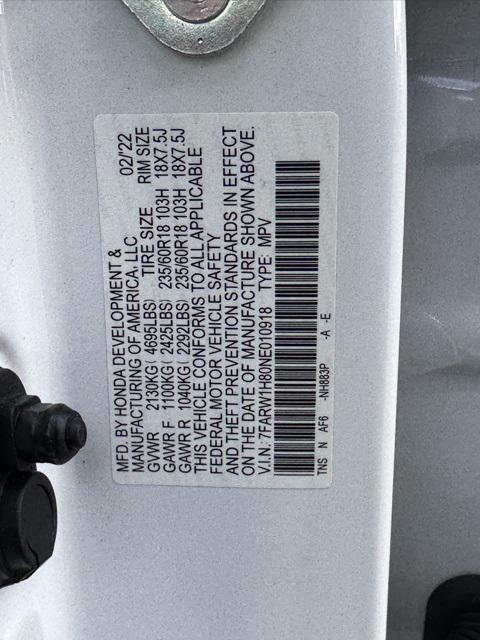 MFD. BY HONDA DEVELOPMENT & 02/'22
MANUFACTURING OF AMERICA, LLC
TIRE SIZE RIM SIZE
GVWR 2130KG( 4695LBS)
GAWR F 1100KG( 2425LBS) 235/60R18 103H 18X7.5J
GAWR R 1040KG( 2292LBS) 235/60R18 103H 18X7.5J
THIS VEHICLE CONFORMS TO ALL APPLICABLE
FEDERAL MOTOR VEHICLE SAFETY
AND THEFT PREVENTION STANDARDS IN EFFECT
ON THE DATE OF MANUFACTURE SHOWN ABOVE.
V.I.N.:7FARW1H80NE010918 TYPE: MPV
TNS N AF6 -NH883P -A -E